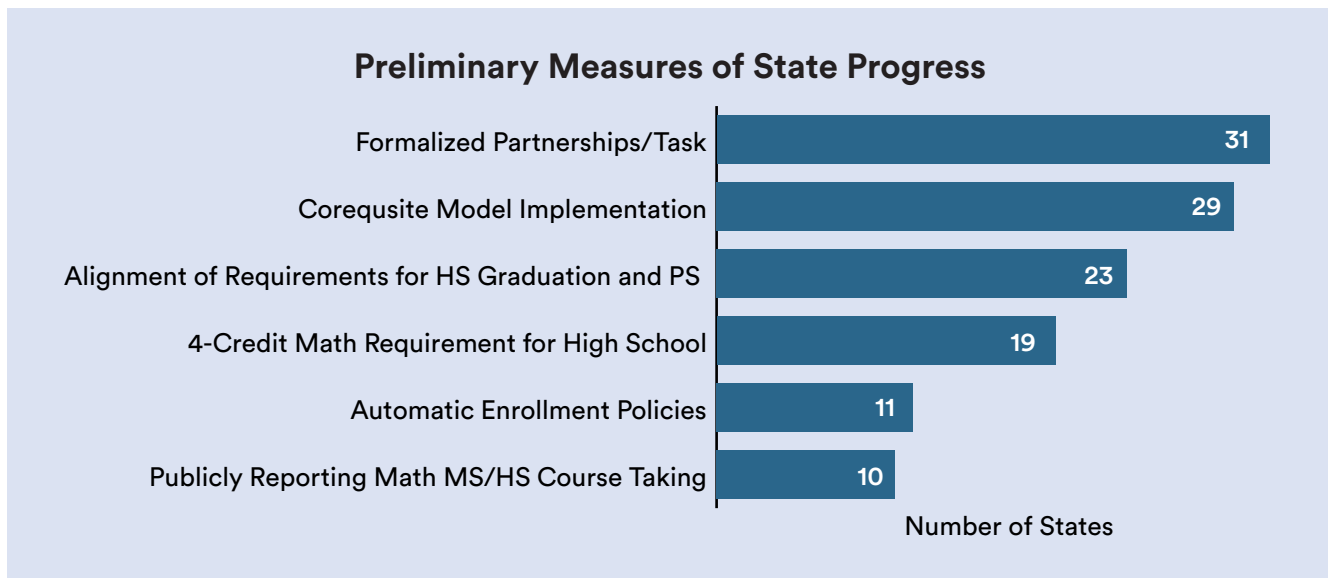 Preliminary Measures of State Progress
Formalized Partnerships/Task 31
Corequsite Model Implementation 29
Alignment of Requirements for HS Graduation and PS 23
4-Credit Math Requirement for High School 19
Automatic Enrollment Policies 11
Publicly Reporting Math MS/HS Course Taking 10
Number of States